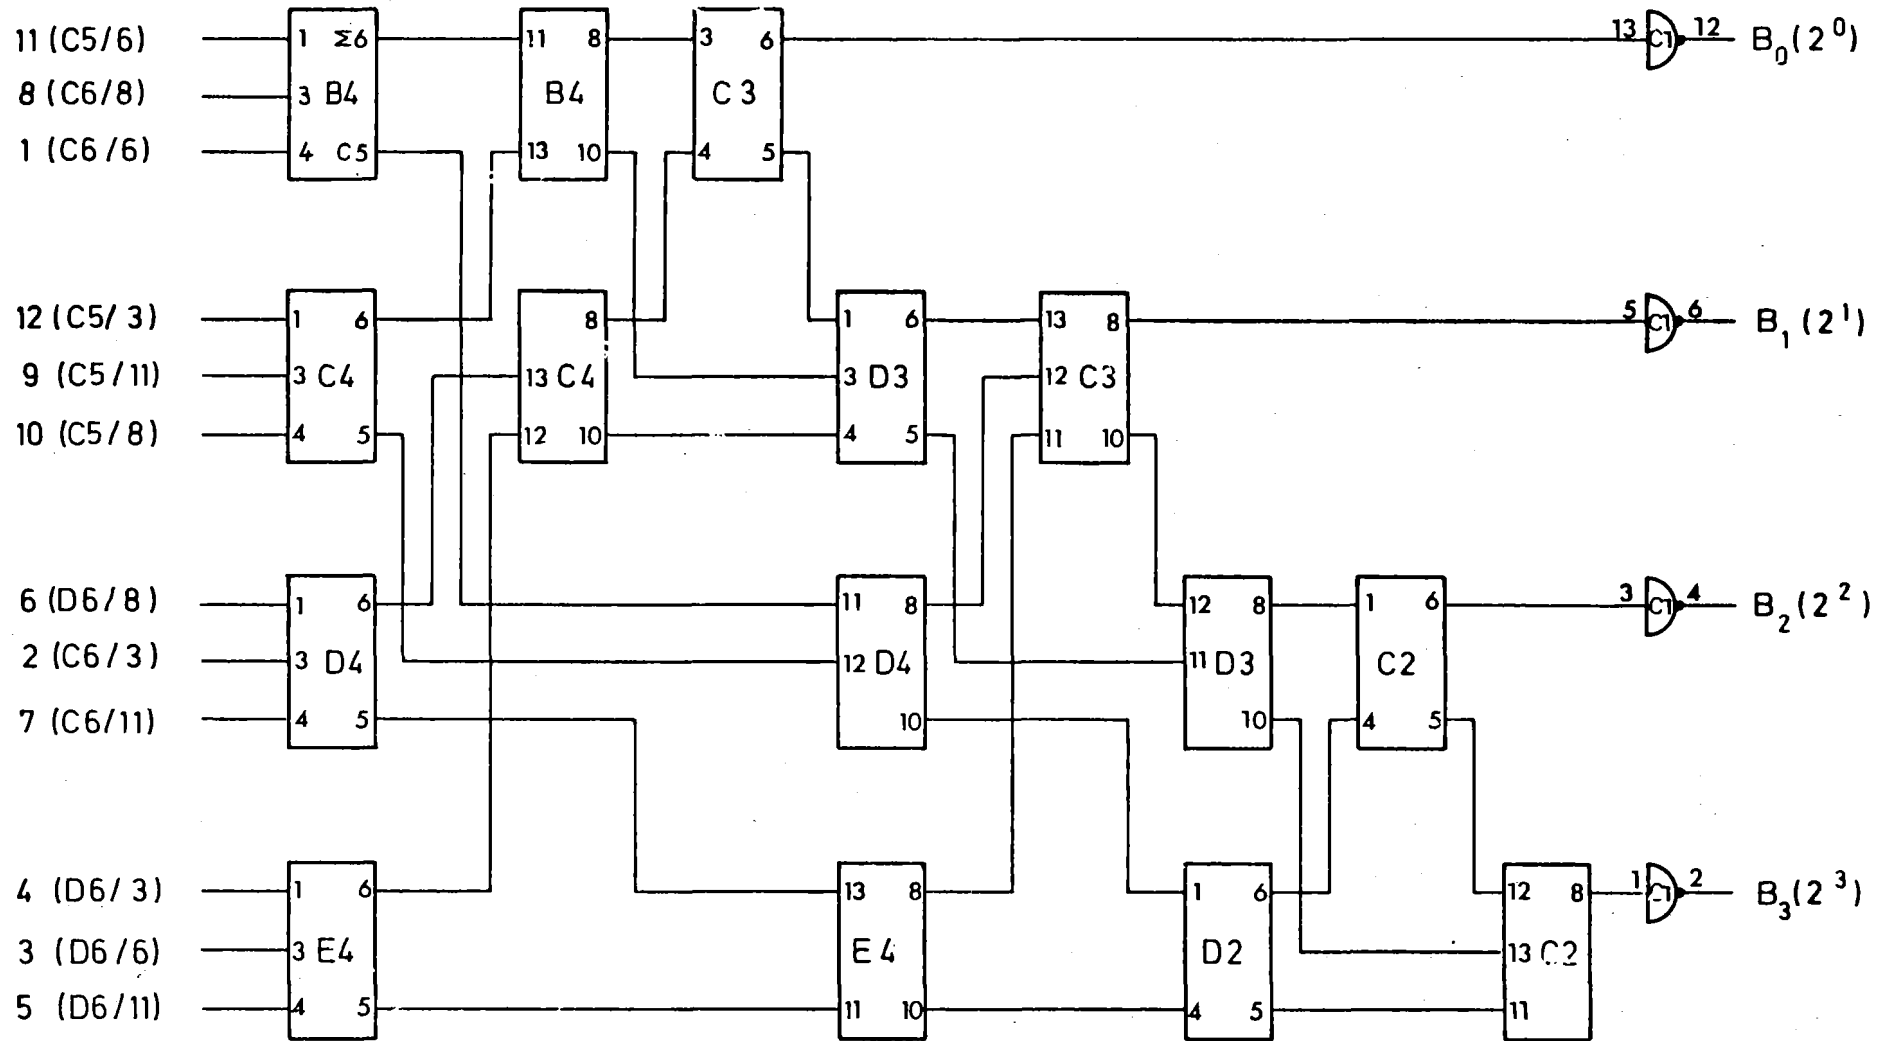 11 (C5/6) 1 Σ6 11 8 3 6 13 C1 12 B₀(2⁰)
8 (C6/8) 3 B4 B4 C3
1 (C6/6) 4 C5 13 10 4 5
12 (C5/3) 1 6 8 1 6 13 8 5 C1 6 B₁(2¹)
9 (C5/11) 3 C4 13 C4 3 D3 12 C3
10 (C5/8) 4 5 12 10 4 5 11 10
6 (D6/8) 1 6 11 8 12 8 1 6 3 C1 4 B₂(2²)
2 (C6/3) 3 D4 12 D4 11 D3 C2
7 (C6/11) 4 5 10 10 4 5
4 (D6/3) 1 6 13 8 1 6 12 8 1 C1 2 B₃(2³)
3 (D6/6) 3 E4 E4 D2 13 C2
5 (D6/11) 4 5 11 10 4 5 11